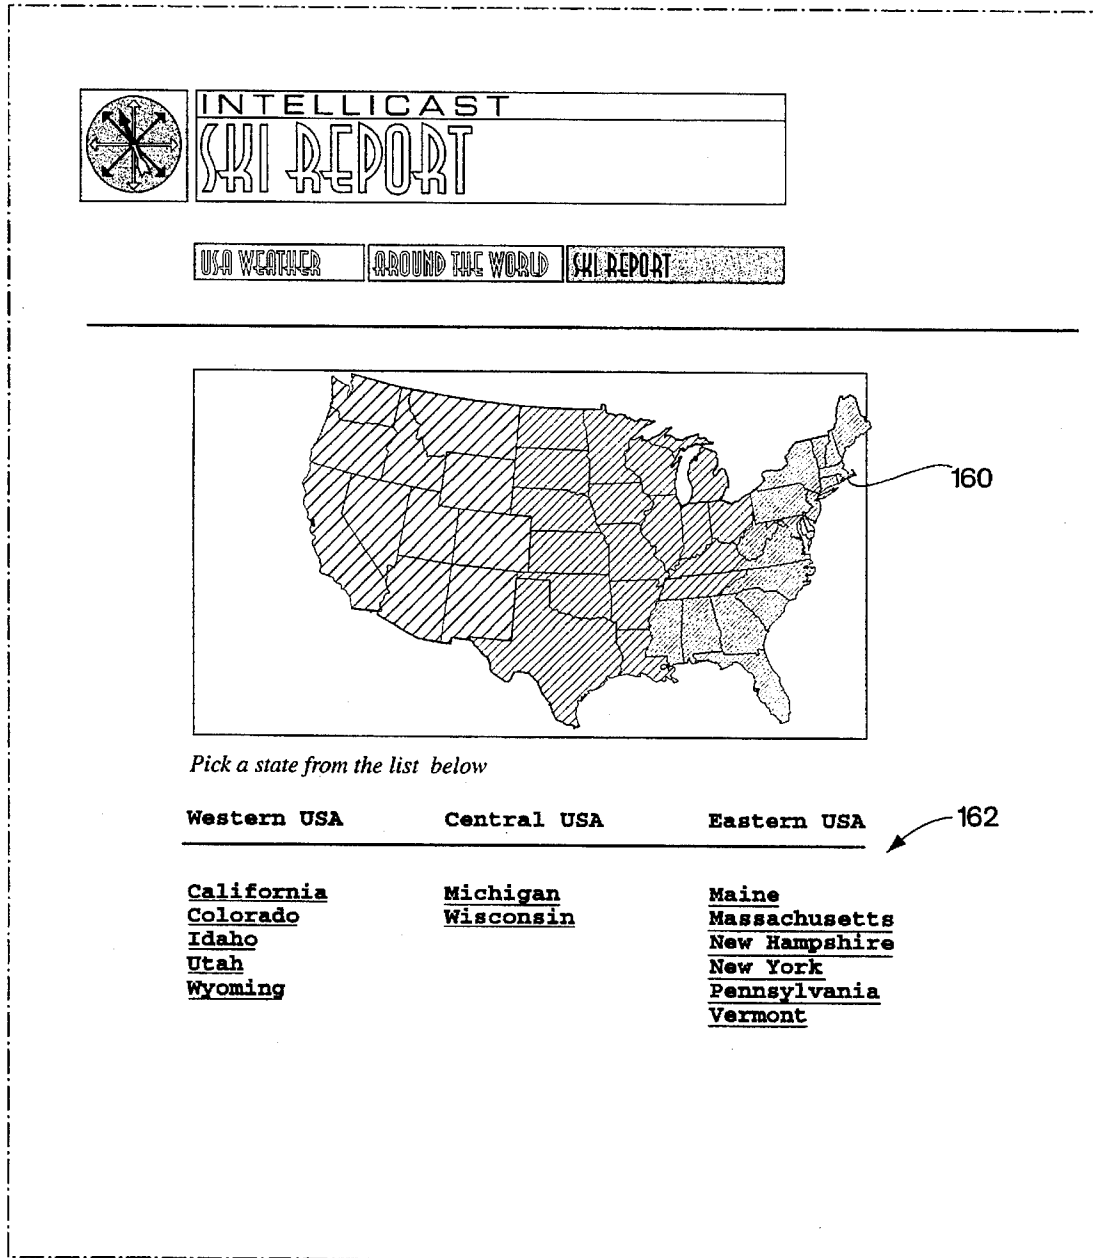 INTELLICAST
SKI REPORT
USA WEATHER AROUND THE WORLD SKI REPORT
160
Pick a state from the list below
162
Western USA Central USA Eastern USA
California Michigan Maine
Colorado Wisconsin Massachusetts
Idaho New Hampshire
Utah New York
Wyoming Pennsylvania
Vermont